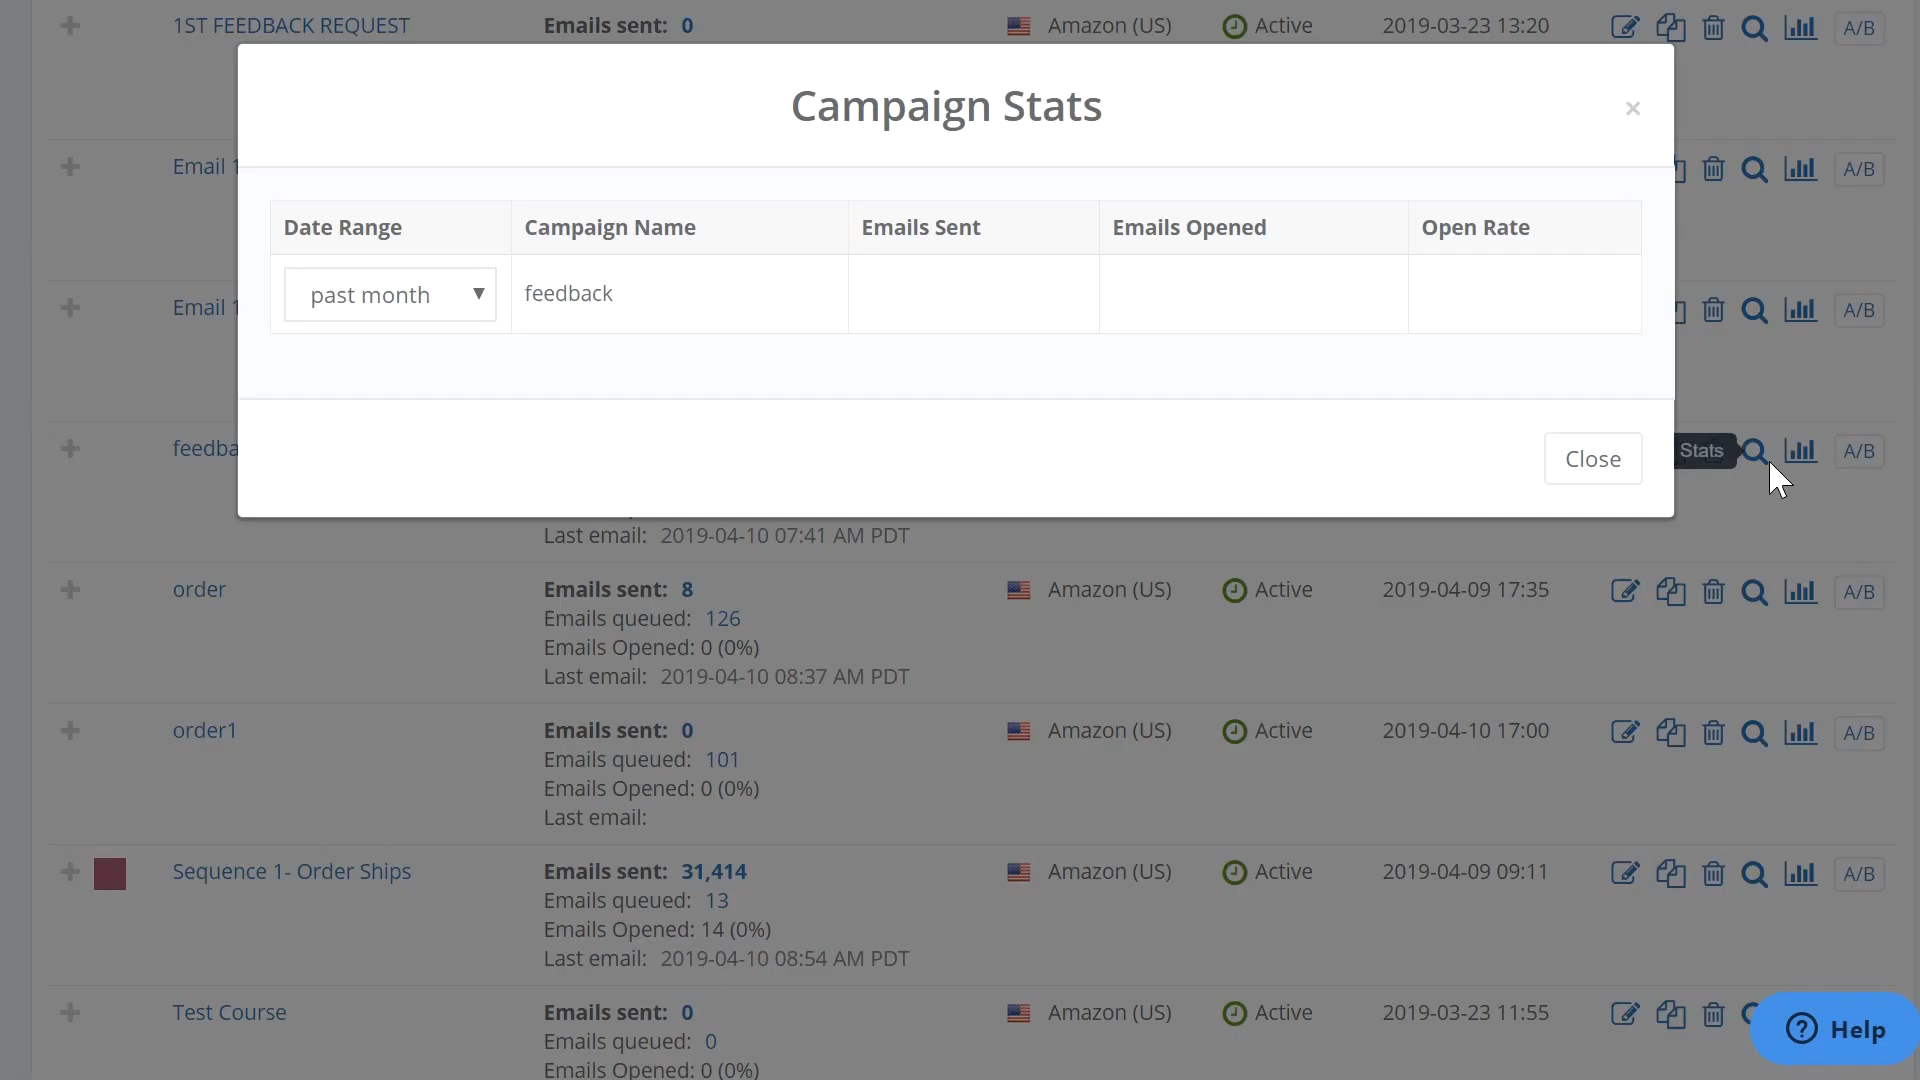 1ST FEEDBACK REQUEST Emails sent: 0 Amazon (US) Active 2019-03-23 13:20 A/B
Campaign Stats ×
Email 1 A/B
Date Range Campaign Name Emails Sent Emails Opened Open Rate
past month ▼ feedback
Email 1 A/B
feedba Stats A/B
Close
Last email: 2019-04-10 07:41 AM PDT
order Emails sent: 8 Amazon (US) Active 2019-04-09 17:35 A/B
Emails queued: 126
Emails Opened: 0 (0%)
Last email: 2019-04-10 08:37 AM PDT
order1 Emails sent: 0 Amazon (US) Active 2019-04-10 17:00 A/B
Emails queued: 101
Emails Opened: 0 (0%)
Last email:
Sequence 1- Order Ships Emails sent: 31,414 Amazon (US) Active 2019-04-09 09:11 A/B
Emails queued: 13
Emails Opened: 14 (0%)
Last email: 2019-04-10 08:54 AM PDT
Test Course Emails sent: 0 Amazon (US) Active 2019-03-23 11:55
Emails queued: 0
Emails Opened: 0 (0%)
? Help